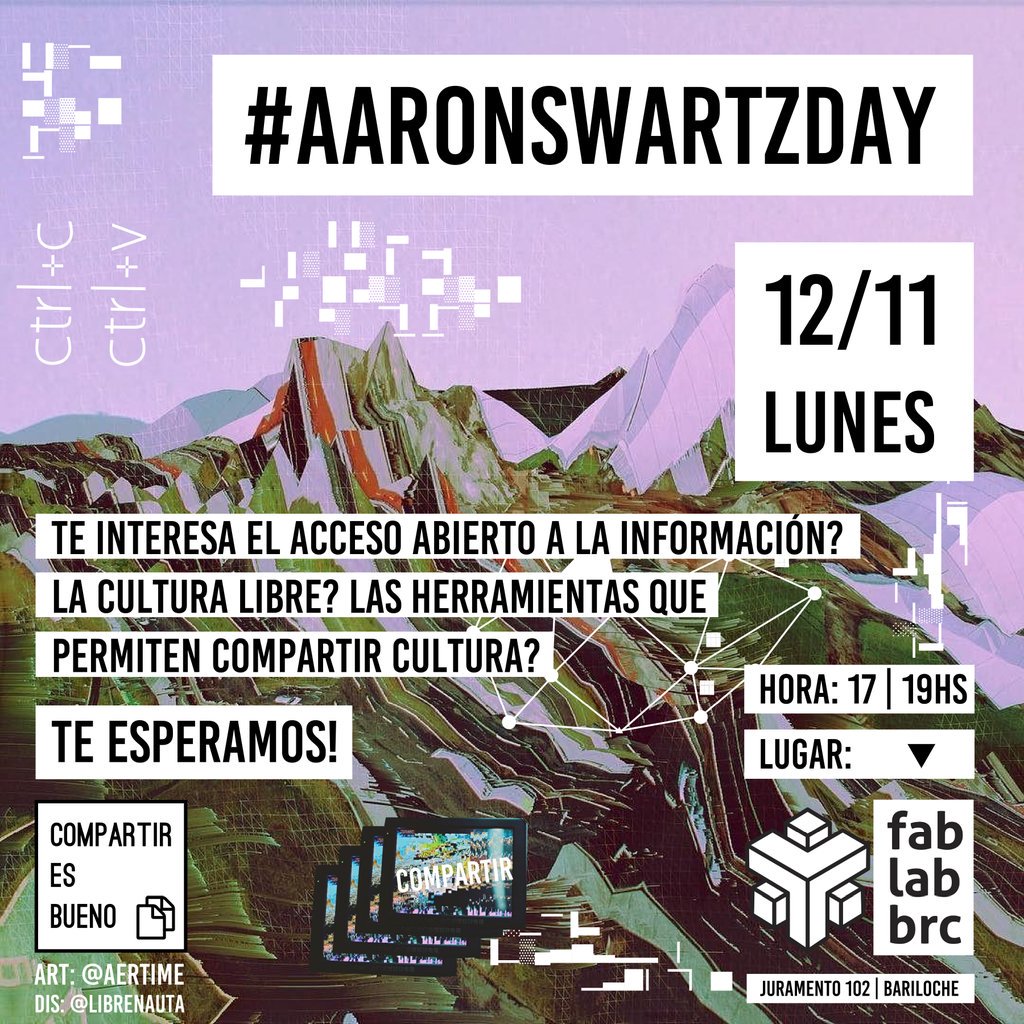 #AARONSWARTZDAY
Ctrl+C
Ctrl+V
12/11
LUNES
TE INTERESA EL ACCESO ABIERTO A LA INFORMACIÓN?
LA CULTURA LIBRE? LAS HERRAMIENTAS QUE
PERMITEN COMPARTIR CULTURA?
TE ESPERAMOS!
HORA: 17 | 19HS
LUGAR: ▼
COMPARTIR
ES
BUENO
COMPARTIR
fab
lab
brc
ART: @AERTIME
DIS: @LIBRENAUTA
JURAMENTO 102 | BARILOCHE